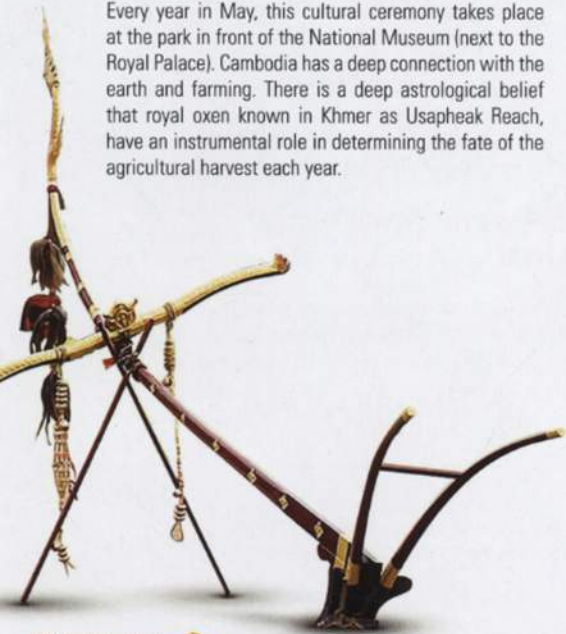 Every year in May, this cultural ceremony takes place
at the park in front of the National Museum (next to the
Royal Palace). Cambodia has a deep connection with the
earth and farming. There is a deep astrological belief
that royal oxen known in Khmer as Usapheak Reach,
have an instrumental role in determining the fate of the
agricultural harvest each year.